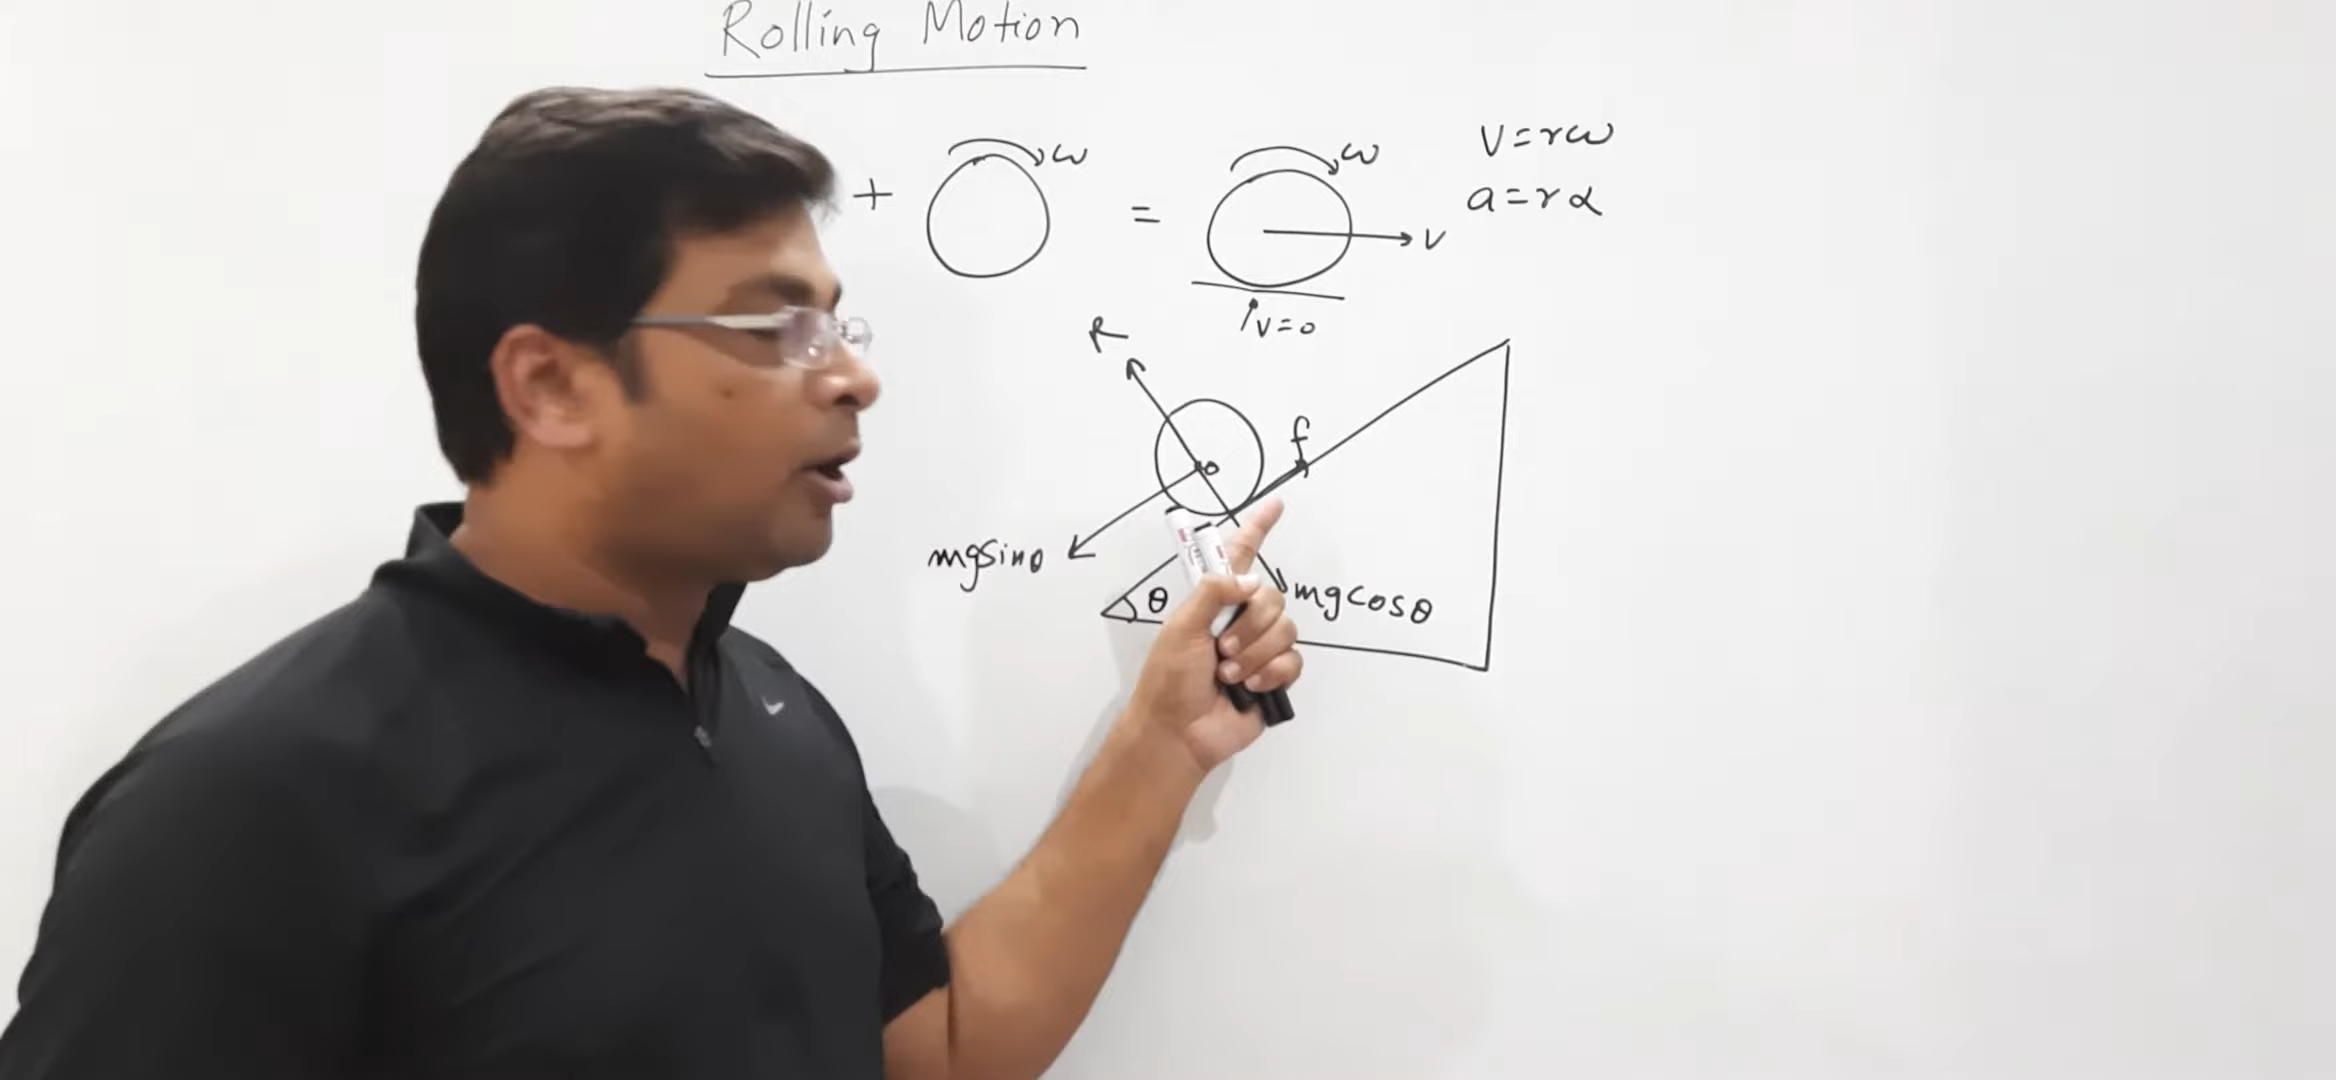 Rolling Motion
+ ω = ω
v
v=0
v=rω
a=rα
R
f
mgsinθ
θ
mgcosθ